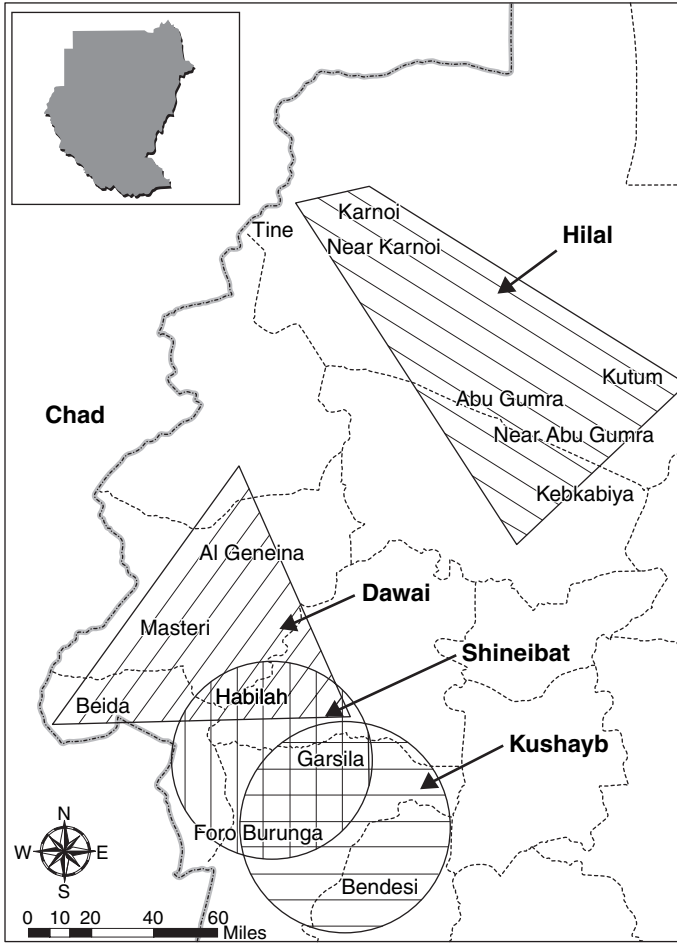 Karnoi
Tine
Near Karnoi
Hilal
Kutum
Abu Gumra
Chad
Near Abu Gumra
Kebkabiya
Al Geneina
Dawai
Masteri
Shineibat
Habilah
Beida
Kushayb
Garsila
N
Foro Burunga
W E
Bendesi
S
0 10 20 40 60
Miles